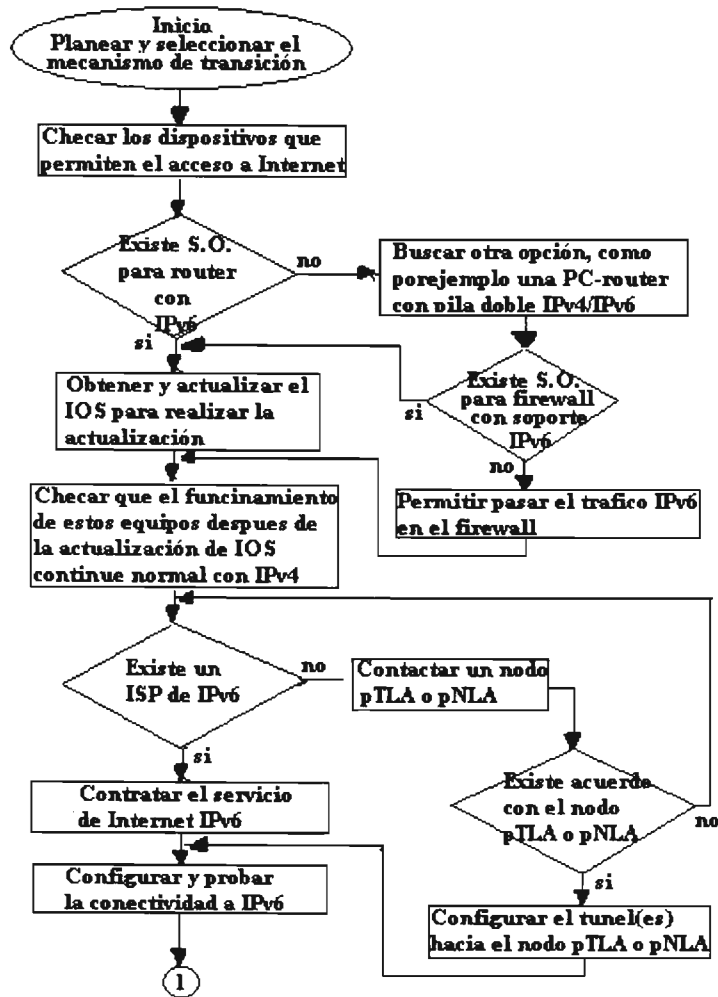 Inicio
Planear y seleccionar el
mecanismo de transición
Checar los dispositivos que
permiten el acceso a Internet
Existe S.O.
para router
con
IPv6
no
Buscar otra opción, como
porejemplo una PC-router
con pila doble IPv4/IPv6
si
Existe S.O.
para firewall
con soporte
IPv6
si
no
Obtener y actualizar el
IOS para realizar la
actualización
Permitir pasar el trafico IPv6
en el firewall
Checar que el funcinamiento
de estos equipos despues de
la actualización de IOS
continue normal con IPv4
Existe un
ISP de IPv6
no
Contactar un nodo
pTLA o pNLA
si
Existe acuerdo
con el nodo
pTLA o pNLA
no
si
Contratar el servicio
de Internet IPv6
Configurar y probar
la conectividad a IPv6
Configurar el tunel(es)
hacia el nodo pTLA o pNLA
1